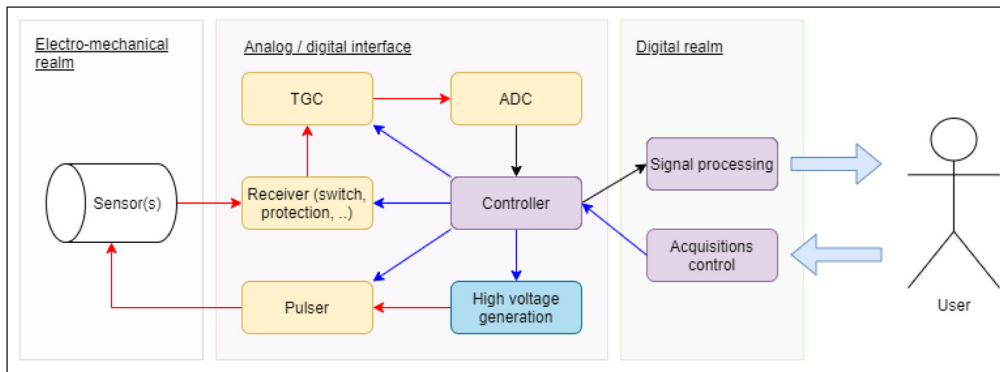 Electro-mechanical
realm
Analog / digital interface
Digital realm
TGC
ADC
Signal processing
Sensor(s)
Receiver (switch,
protection, ..)
Controller
Acquisitions
control
Pulser
High voltage
generation
User